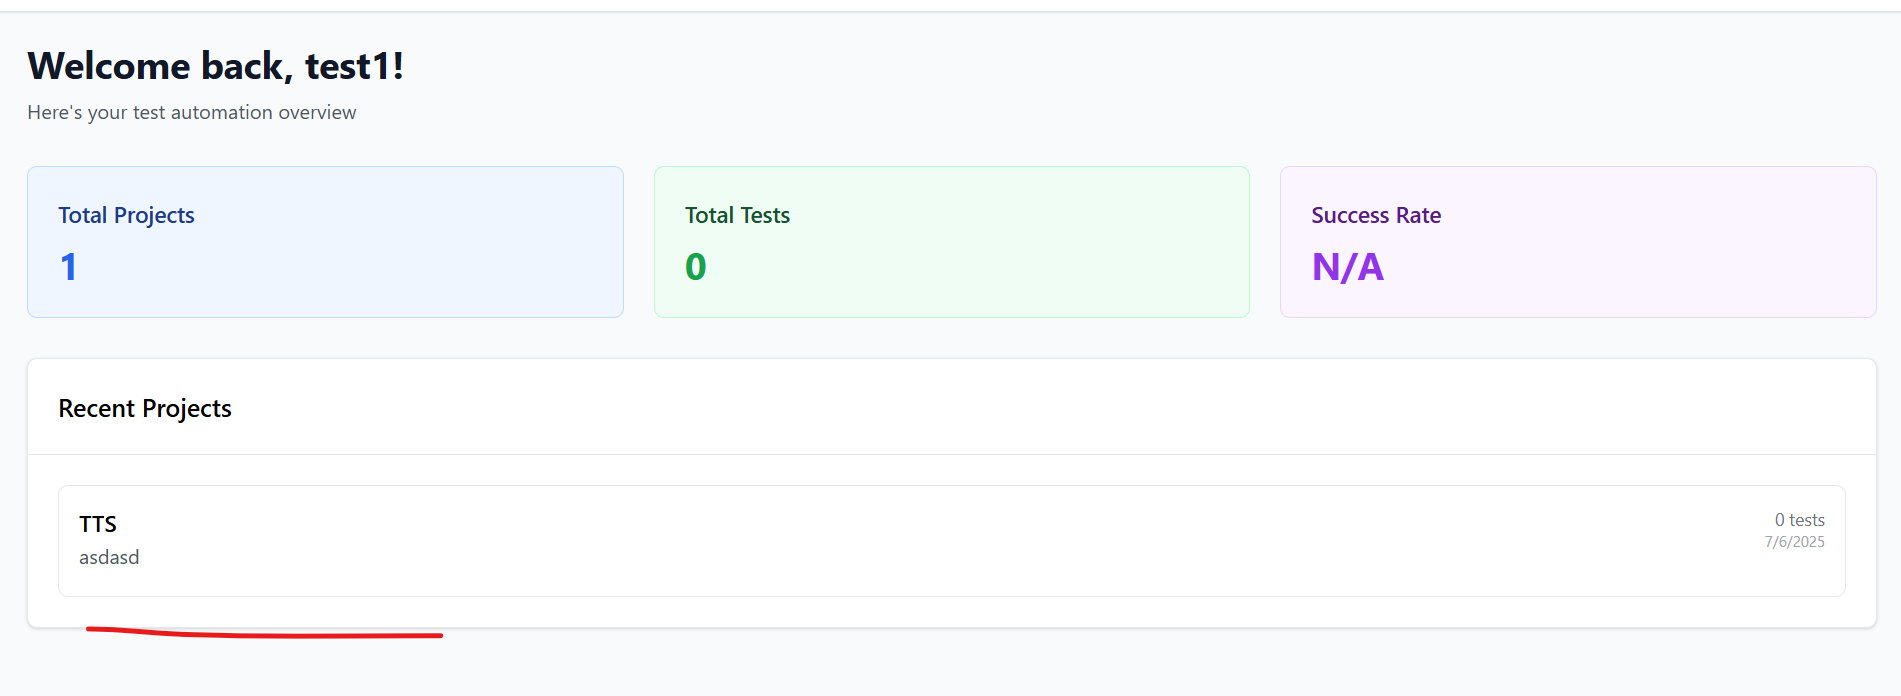 Welcome back, test1!
Here's your test automation overview
Total Projects
1
Total Tests
0
Success Rate
N/A
Recent Projects
TTS
asdasd
0 tests
7/6/2025